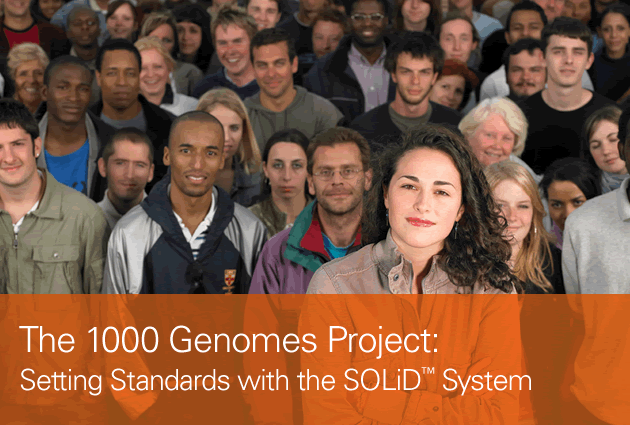 The 1000 Genomes Project:
Setting Standards with the SOLiD™ System